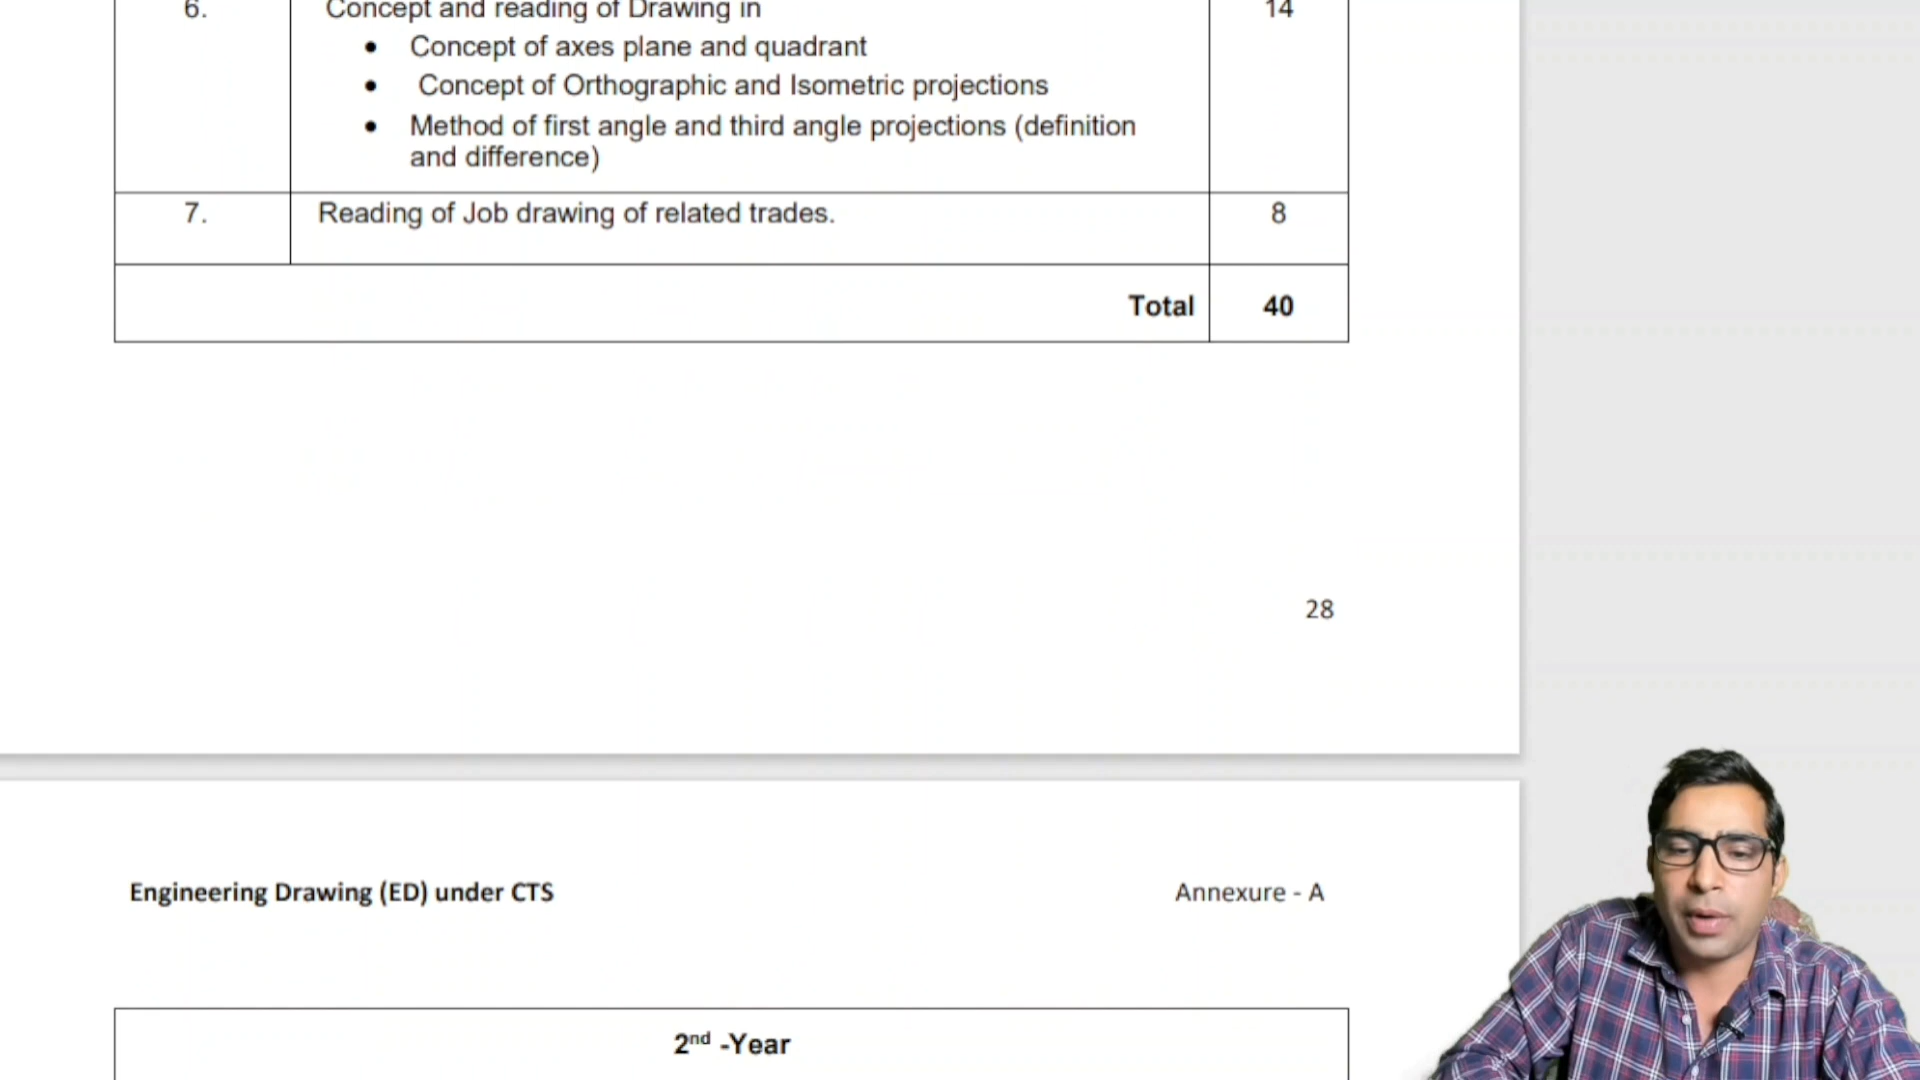 6. Concept and reading of Drawing in 14
• Concept of axes plane and quadrant
• Concept of Orthographic and Isometric projections
• Method of first angle and third angle projections (definition
and difference)
7. Reading of Job drawing of related trades. 8
Total 40
28
Engineering Drawing (ED) under CTS Annexure - A
2nd -Year